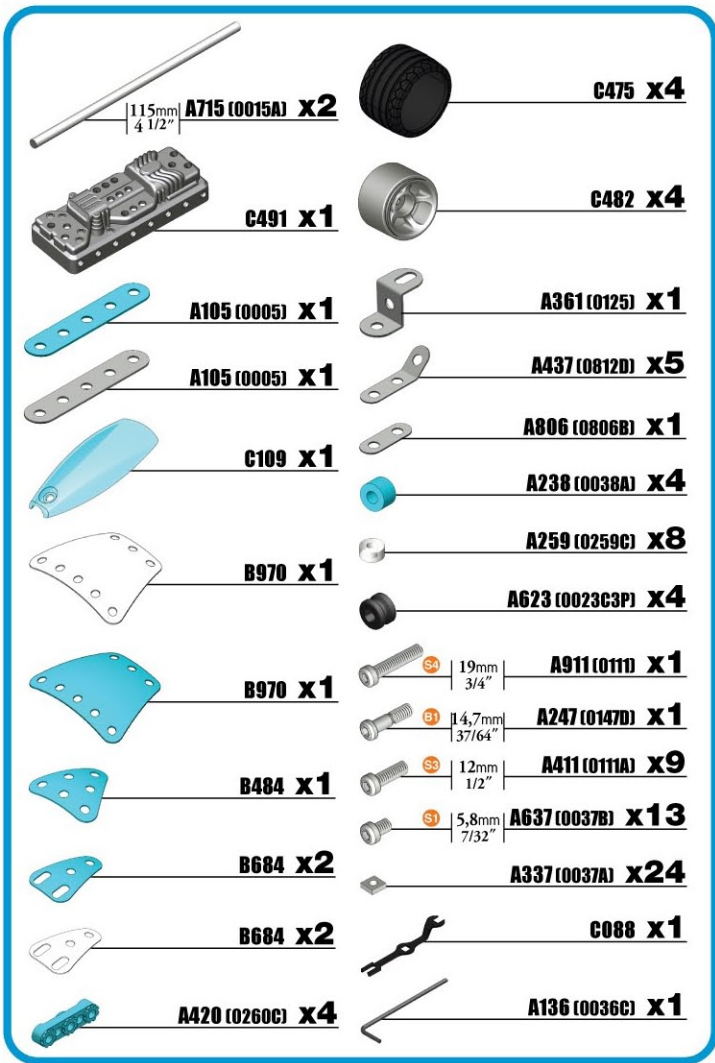 115mm
4 1/2"
A715 (0015A) X2
C491 X1
A105 (0005) X1
A105 (0005) X1
C109 X1
B970 X1
B970 X1
B484 X1
B684 X2
B684 X2
A420 (0260C) X4
C475 X4
C482 X4
A361 (0125) X1
A437 (0812D) X5
A806 (0806B) X1
A238 (0038A) X4
A259 (0259C) X8
A623 (0023C3P) X4
S4 19mm A911 (0111) X1
3/4"
B1 14,7mm A247 (0147D) X1
37/64"
S3 12mm A411 (0111A) X9
1/2"
S1 5,8mm A637 (0037B) X13
7/32"
A337 (0037A) X24
C088 X1
A136 (0036C) X1